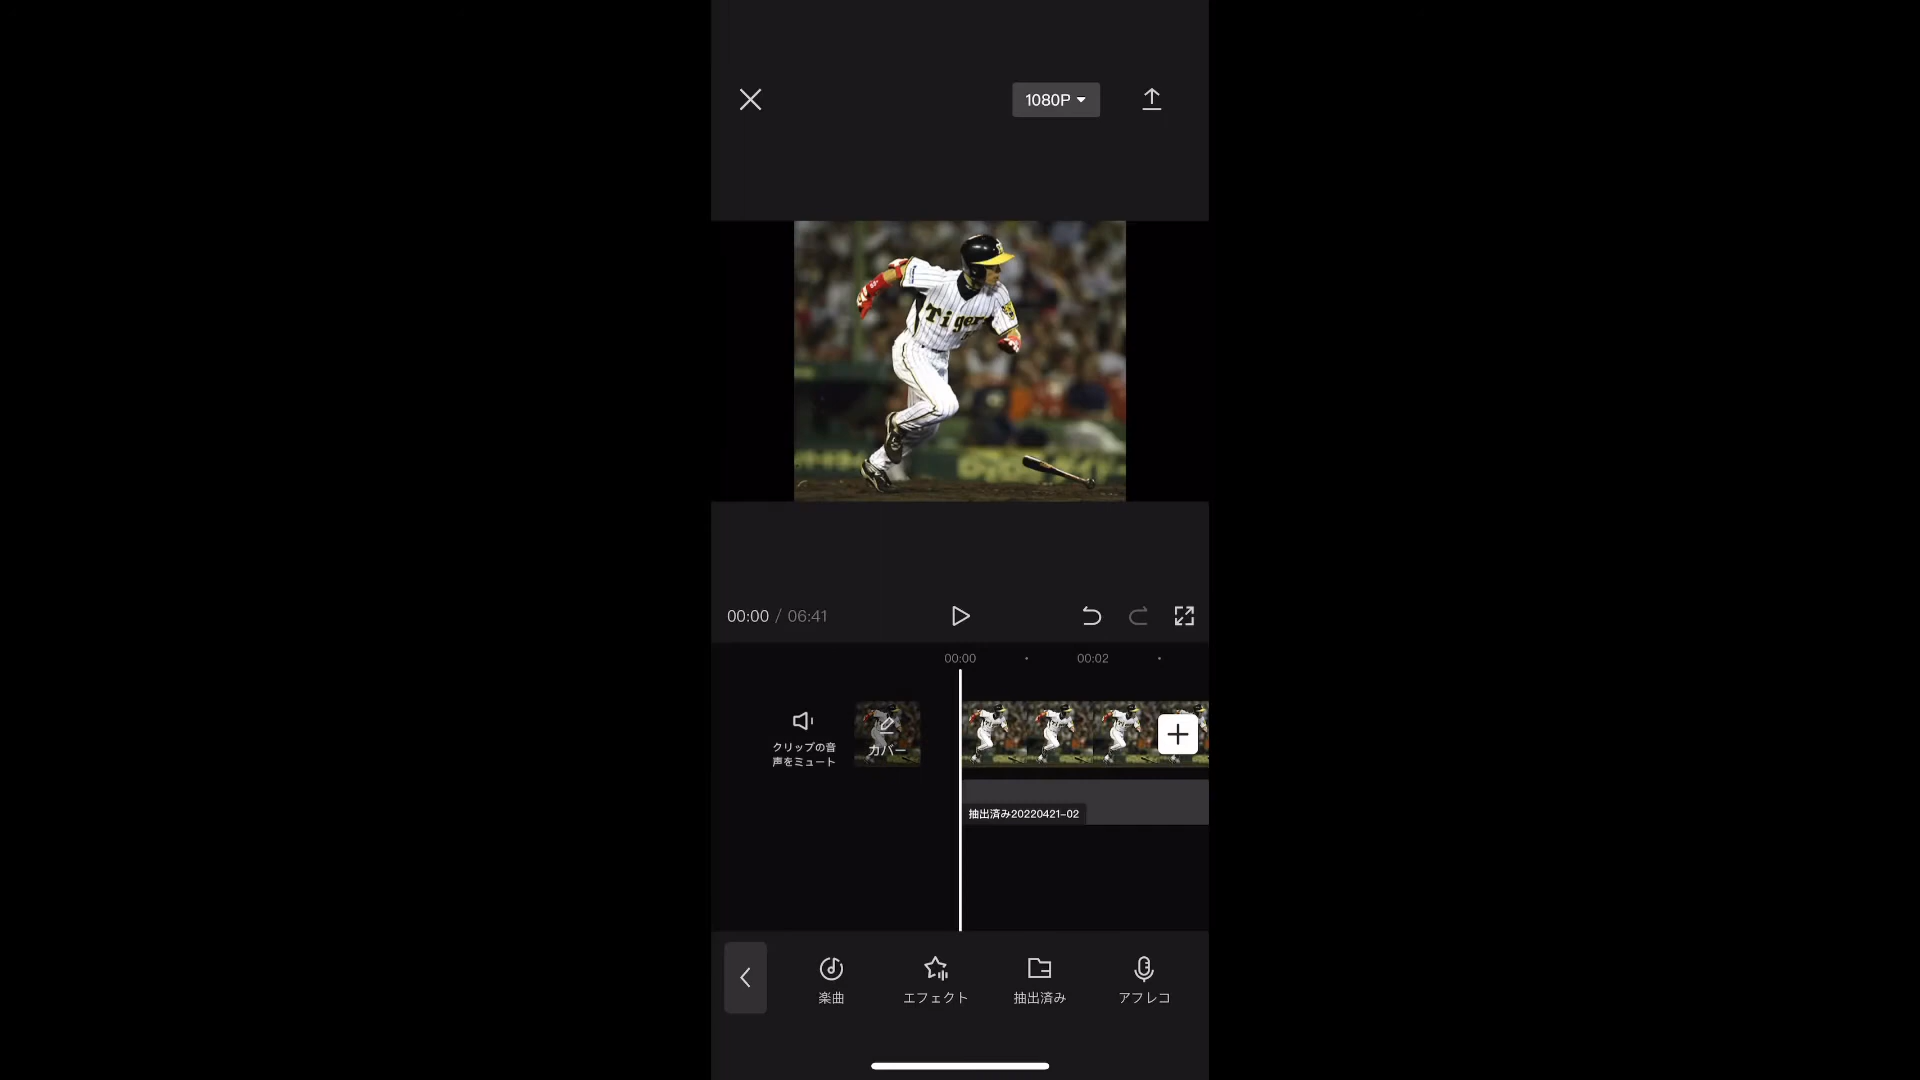 1080P
Tigers
00:00 / 06:41
00:00
00:02
クリップの音
声をミュート
カバー
抽出済み20220421-02
楽曲
エフェクト
抽出済み
アフレコ